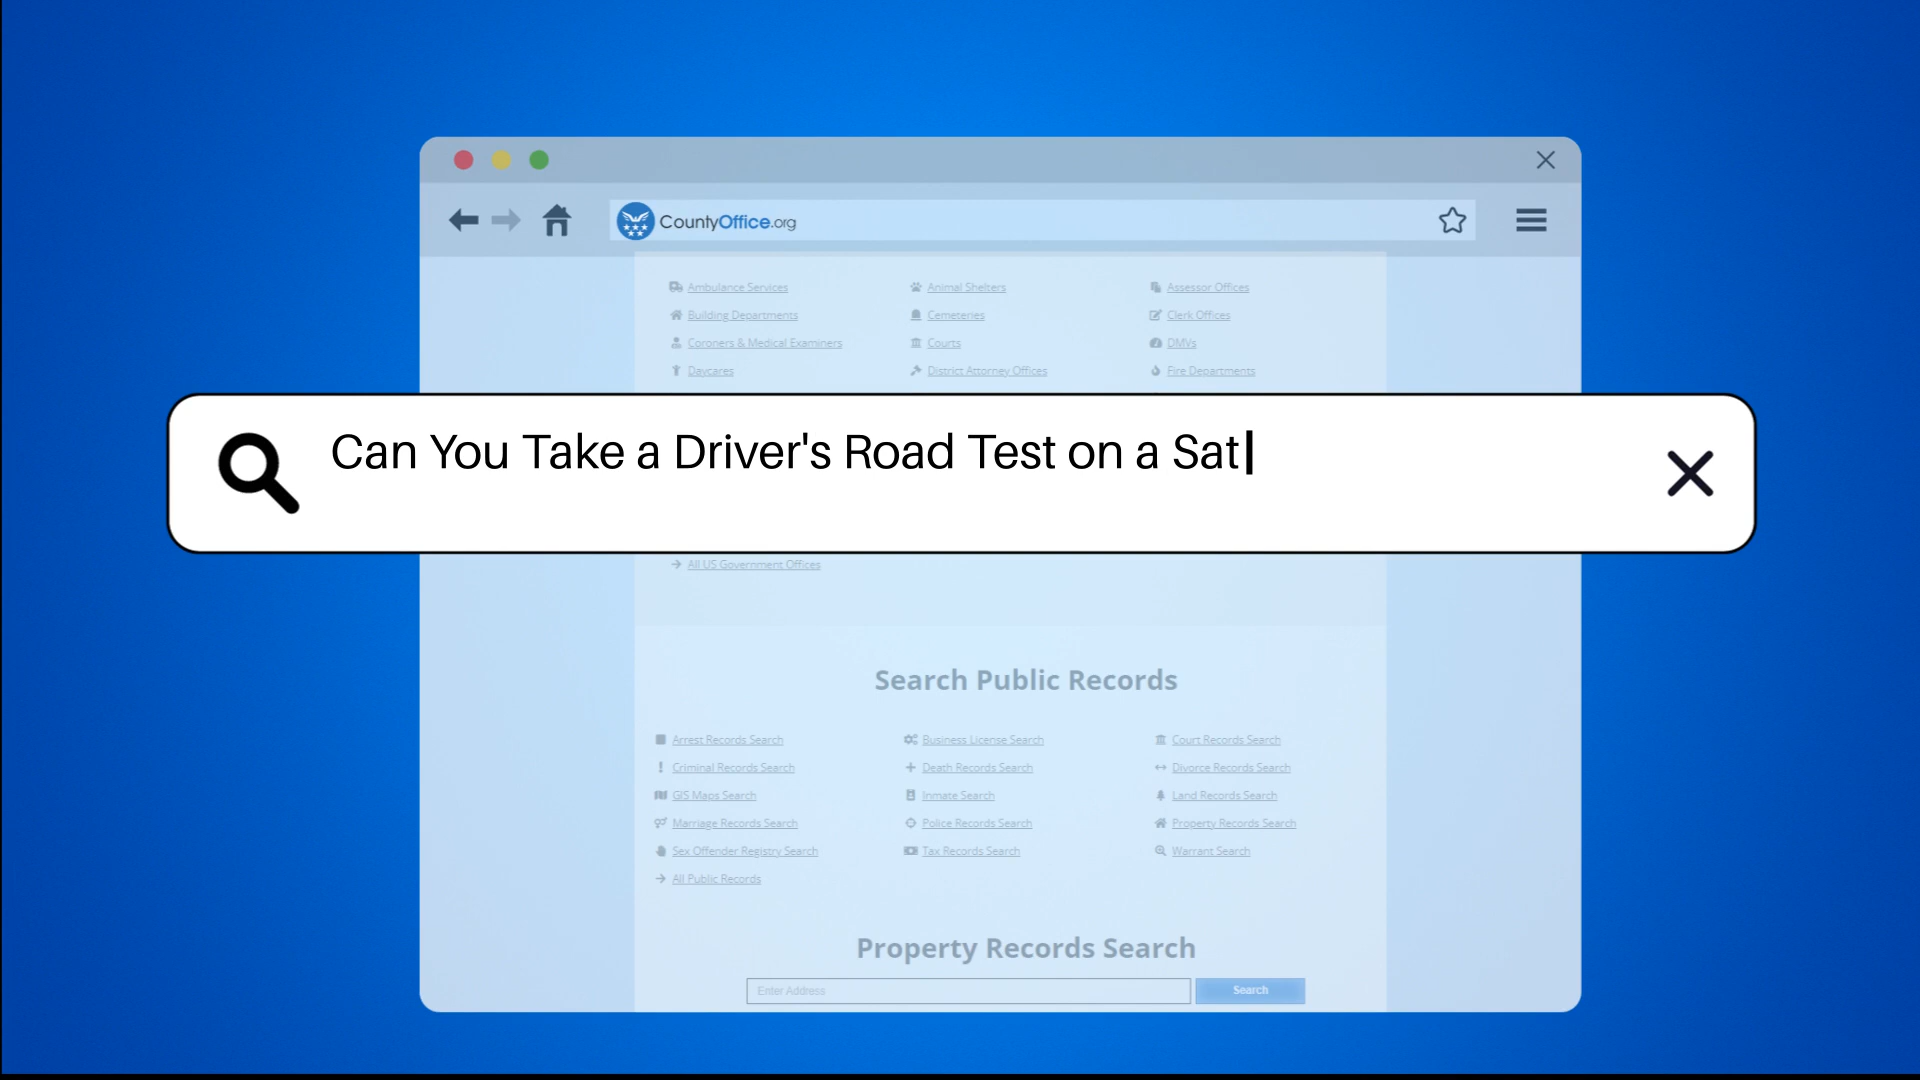 CountyOffice.org
Ambulance Services Animal Shelters Assessor Offices
Building Departments Cemeteries Clerk Offices
Coroners & Medical Examiners Courts DMVs
Daycares District Attorney Offices Fire Departments
Can You Take a Driver's Road Test on a Sat
All US Government Offices
Search Public Records
Arrest Records Search Business License Search Court Records Search
Criminal Records Search Death Records Search Divorce Records Search
GIS Maps Search Inmate Search Land Records Search
Marriage Records Search Police Records Search Property Records Search
Sex Offender Registry Search Tax Records Search Warrant Search
All Public Records
Property Records Search
Enter Address Search